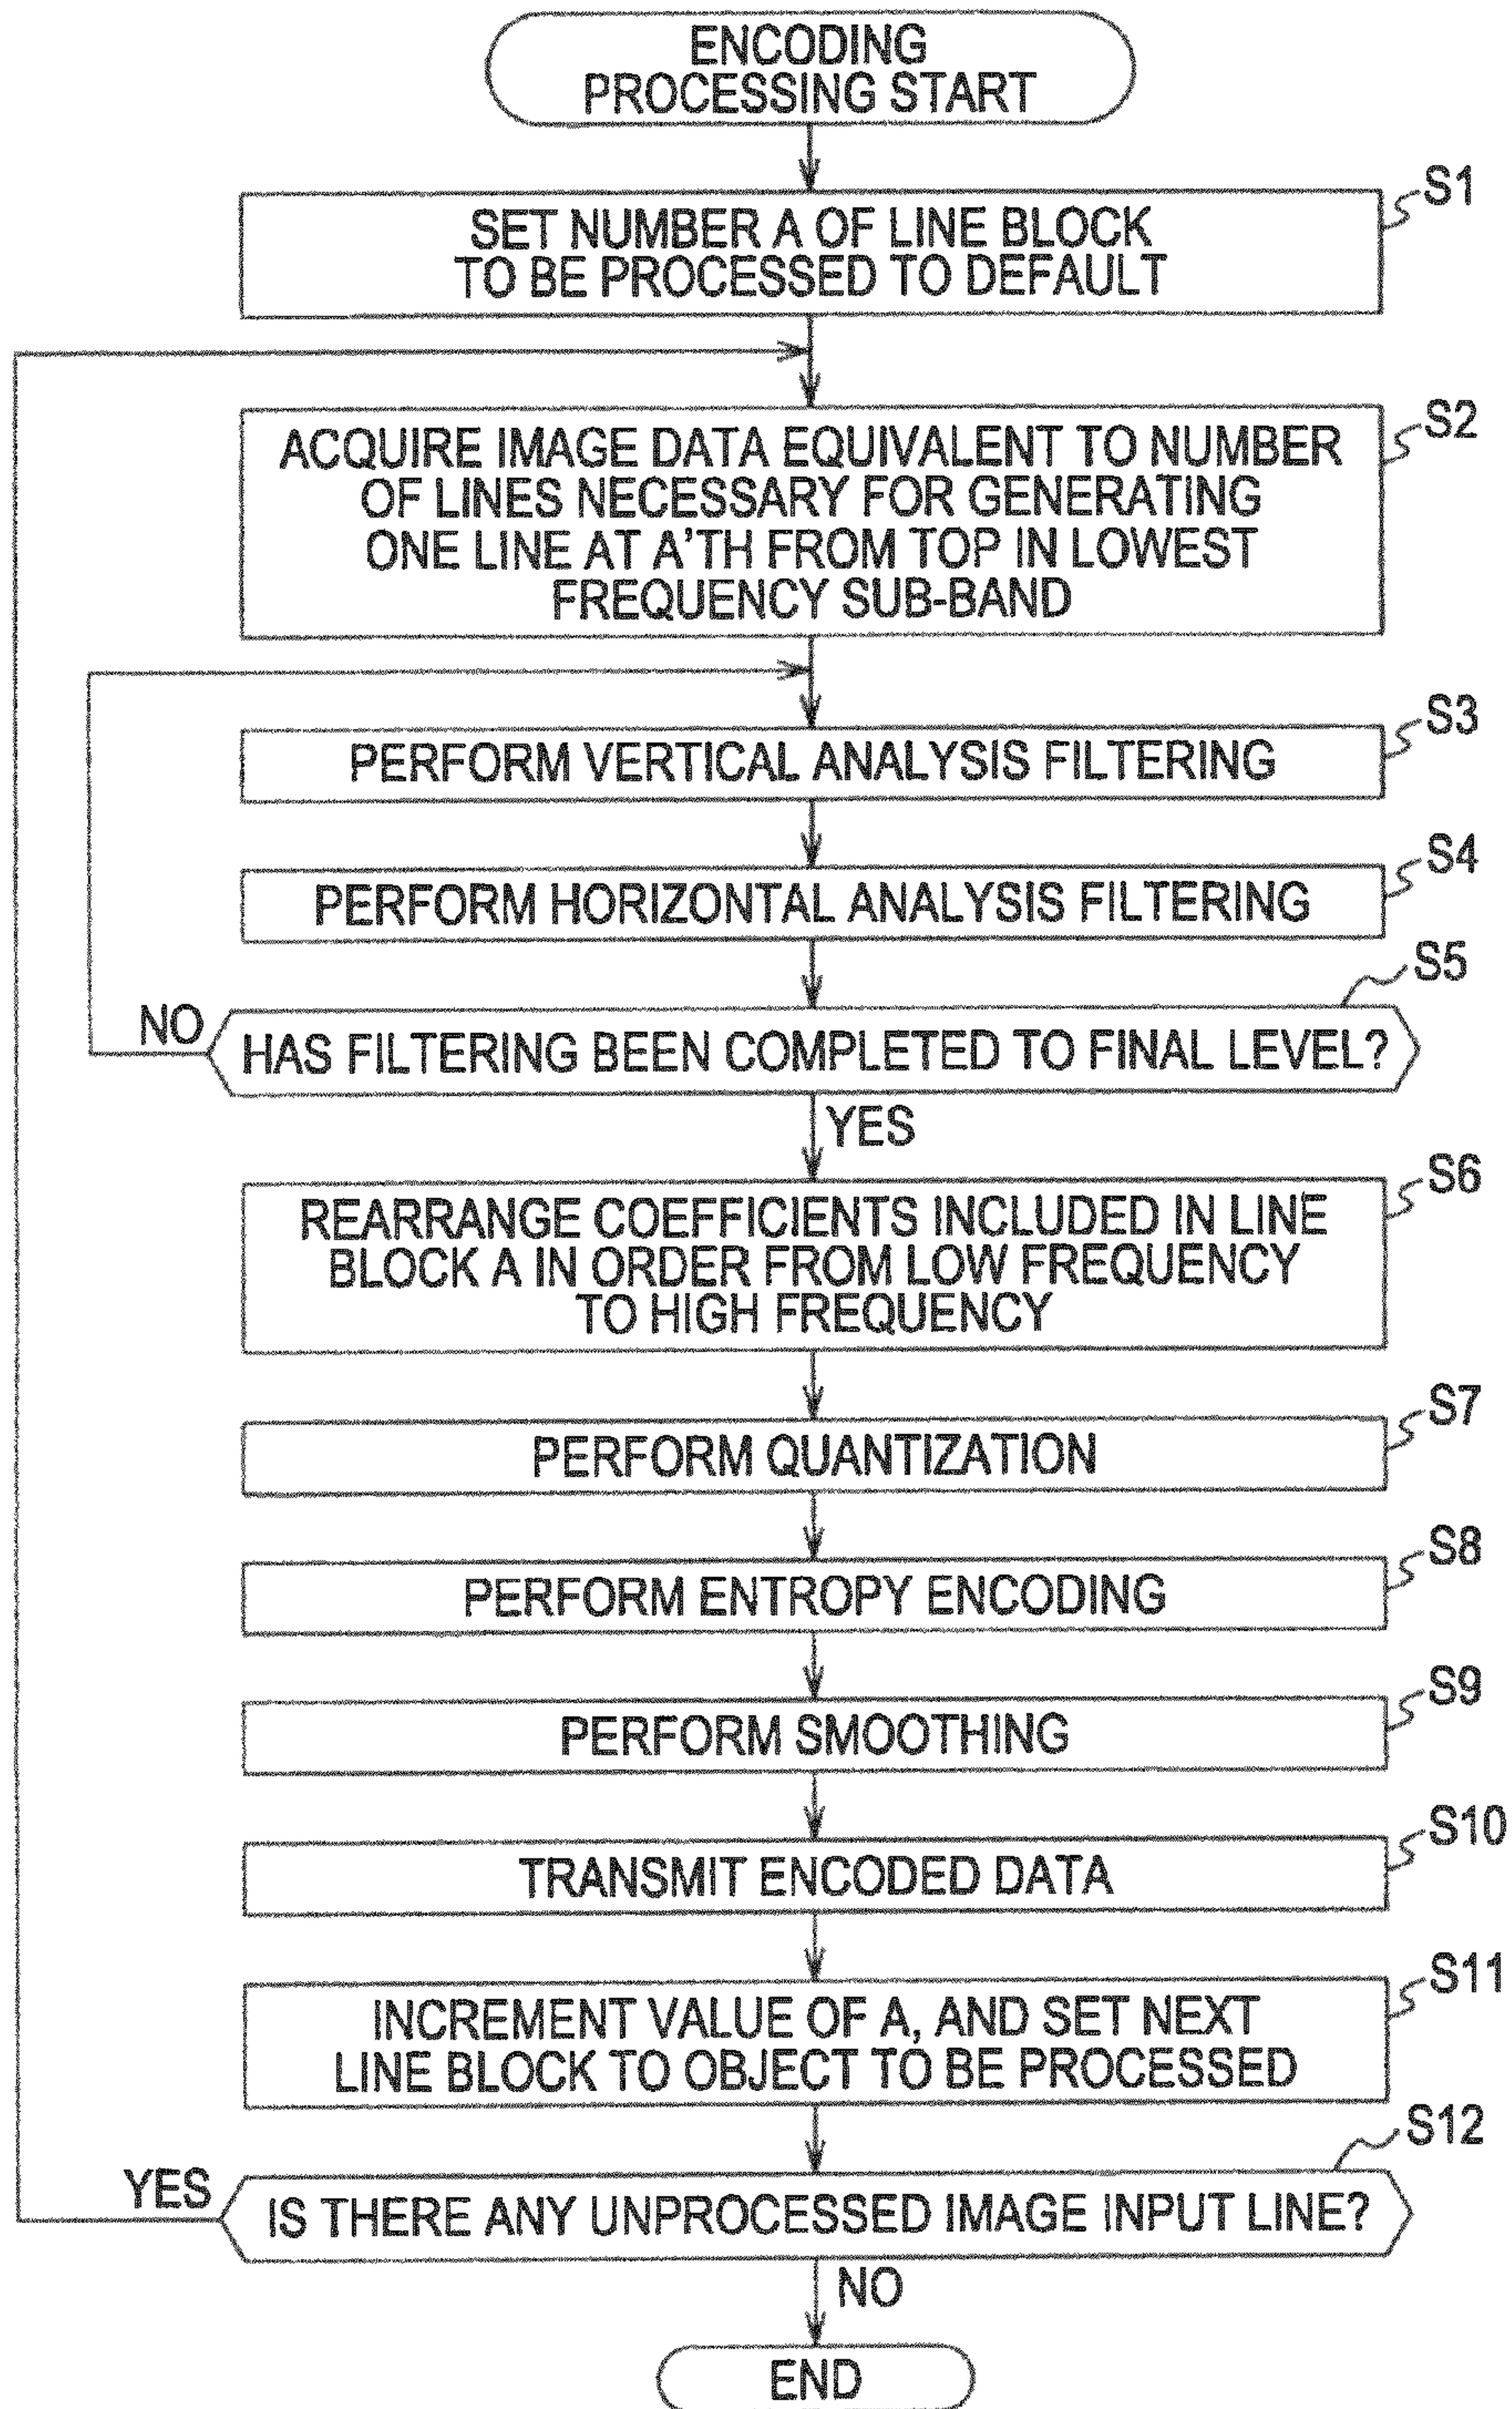 ENCODING
PROCESSING START
S1
SET NUMBER A OF LINE BLOCK
TO BE PROCESSED TO DEFAULT
S2
ACQUIRE IMAGE DATA EQUIVALENT TO NUMBER
OF LINES NECESSARY FOR GENERATING
ONE LINE AT A'TH FROM TOP IN LOWEST
FREQUENCY SUB-BAND
S3
PERFORM VERTICAL ANALYSIS FILTERING
S4
PERFORM HORIZONTAL ANALYSIS FILTERING
S5
NO
HAS FILTERING BEEN COMPLETED TO FINAL LEVEL?
YES
S6
REARRANGE COEFFICIENTS INCLUDED IN LINE
BLOCK A IN ORDER FROM LOW FREQUENCY
TO HIGH FREQUENCY
S7
PERFORM QUANTIZATION
S8
PERFORM ENTROPY ENCODING
S9
PERFORM SMOOTHING
S10
TRANSMIT ENCODED DATA
S11
INCREMENT VALUE OF A, AND SET NEXT
LINE BLOCK TO OBJECT TO BE PROCESSED
S12
YES
IS THERE ANY UNPROCESSED IMAGE INPUT LINE?
NO
END